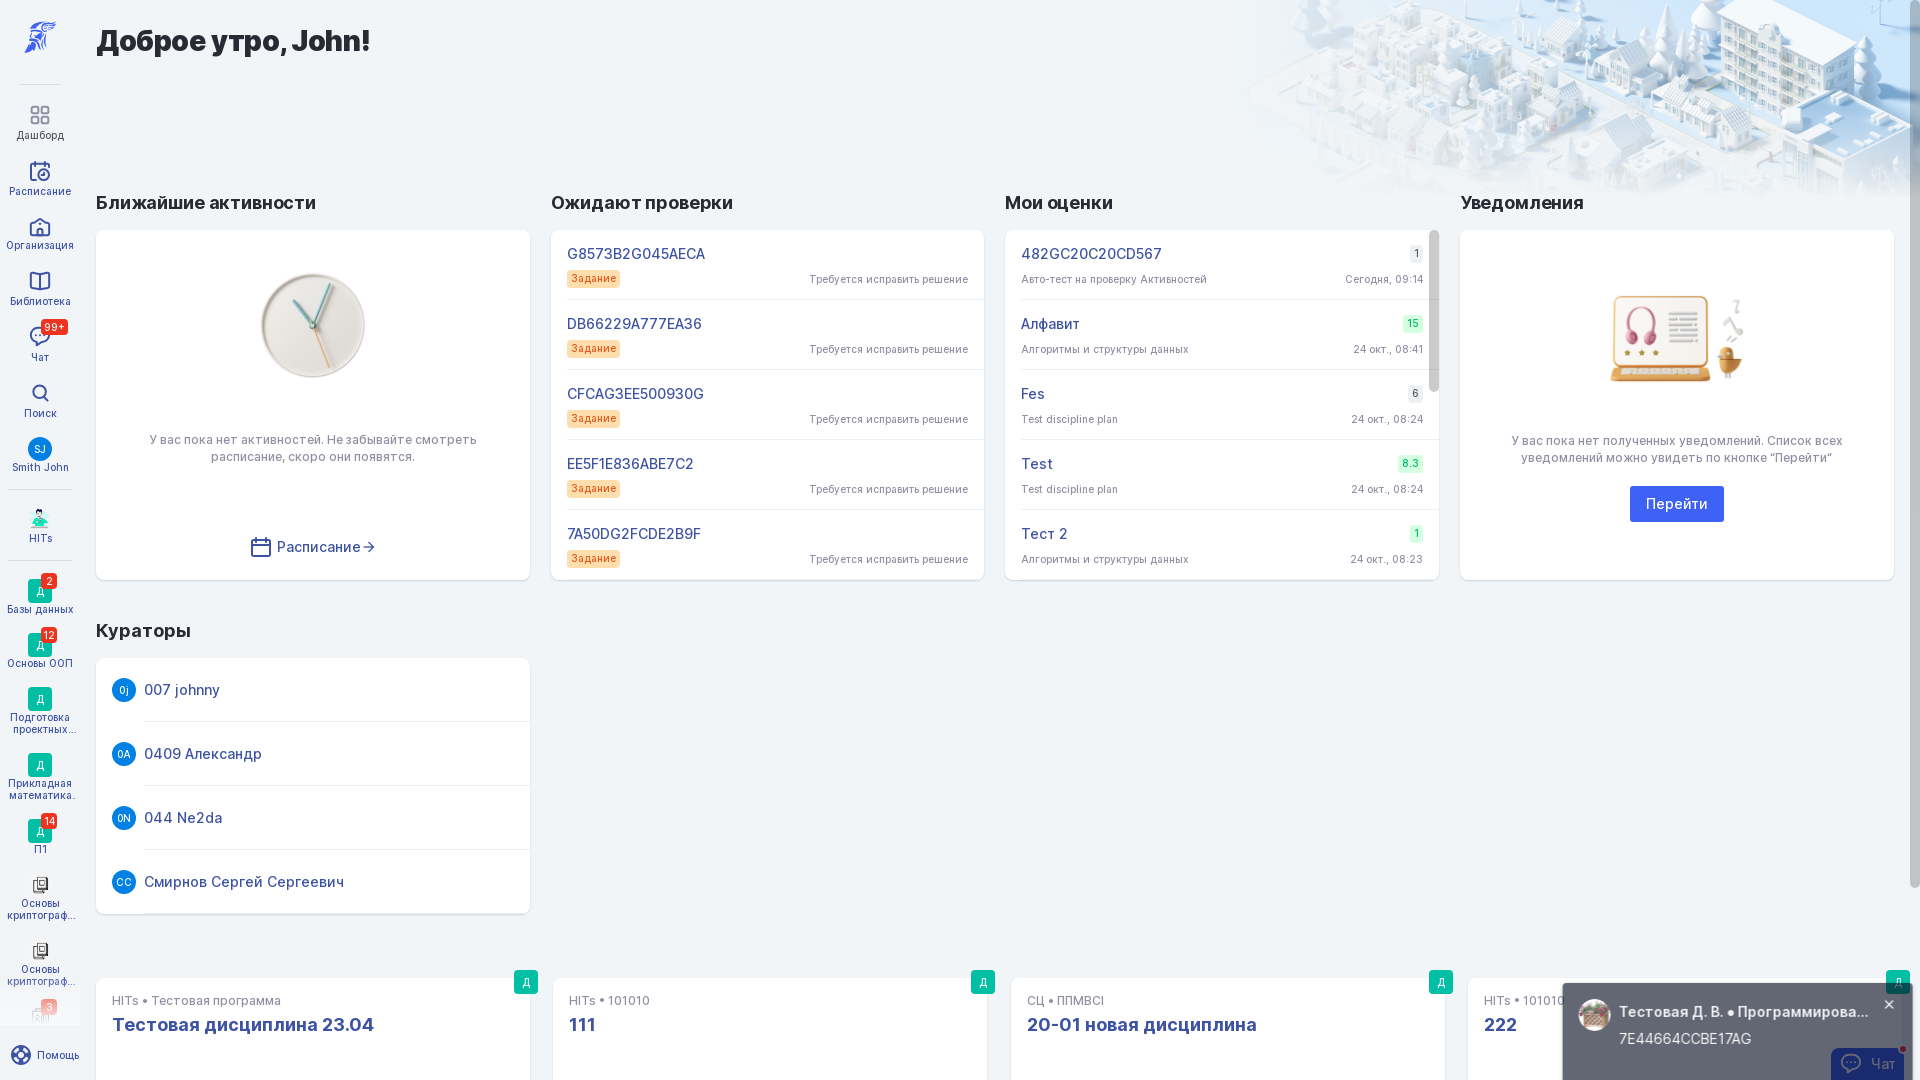 Доброе утро, John!
Дашборд
Расписание
Организация
Библиотека
99+
Чат
Поиск
SJ
Smith John
HITs
2
Д
Базы данных
12
Д
Основы ООП
Д
Подготовка
проектных...
Д
Прикладная
математика.
14
Д
П1
Основы
криптограф...
Основы
криптограф...
3
Помощь
Ближайшие активности
У вас пока нет активностей. Не забывайте смотреть
расписание, скоро они появятся.
Расписание
Ожидают проверки
G8573B2G045AECA
Задание Требуется исправить решение
DB66229A777EA36
Задание Требуется исправить решение
CFCAG3EE500930G
Задание Требуется исправить решение
EE5F1E836ABE7C2
Задание Требуется исправить решение
7A50DG2FCDE2B9F
Задание Требуется исправить решение
Мои оценки
482GC20C20CD567 1
Авто-тест на проверку Активностей Сегодня, 09:14
Алфавит 15
Алгоритмы и структуры данных 24 окт., 08:41
Fes 6
Test discipline plan 24 окт., 08:24
Test 8.3
Test discipline plan 24 окт., 08:24
Тест 2 1
Алгоритмы и структуры данных 24 окт., 08:23
Уведомления
У вас пока нет полученных уведомлений. Список всех
уведомлений можно увидеть по кнопке “Перейти”
Перейти
Кураторы
0j 007 johnny
0А 0409 Александр
0N 044 Ne2da
СС Смирнов Сергей Сергеевич
Д
HITs • Тестовая программа
Тестовая дисциплина 23.04
Д
HITs • 101010
111
Д
СЦ • ППМВСІ
20-01 новая дисциплина
Д
HITs • 101010
222
Тестовая Д. В. ● Программирова...
7E44664CCBE17AG
Чат